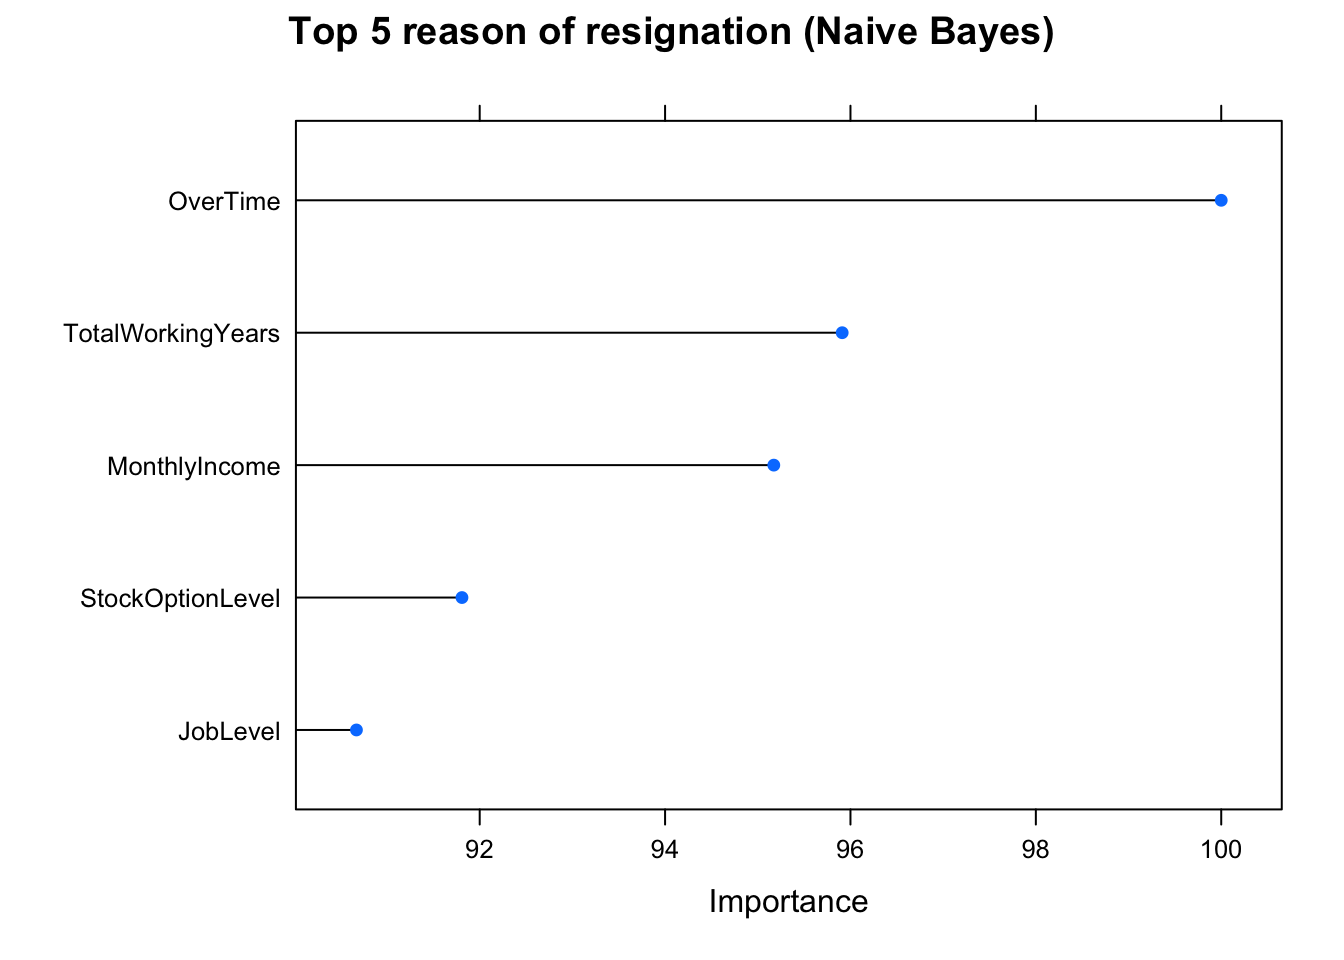 Top 5 reason of resignation (Naive Bayes)
OverTime
TotalWorkingYears
MonthlyIncome
StockOptionLevel
JobLevel
92 94 96 98 100
Importance